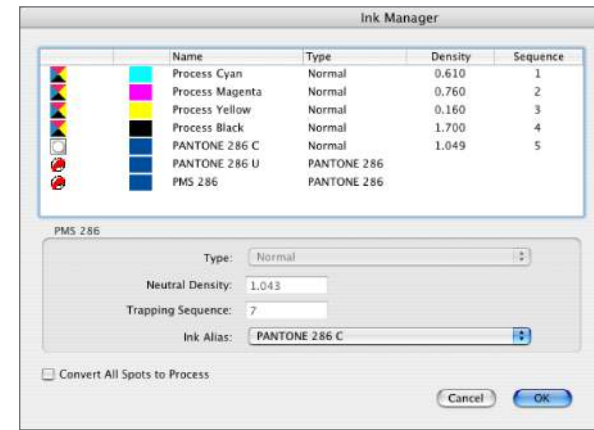 Ink Manager
Name Type Density Sequence
Process Cyan Normal 0.610 1
Process Magenta Normal 0.760 2
Process Yellow Normal 0.160 3
Process Black Normal 1.700 4
PANTONE 286 C Normal 1.049 5
PANTONE 286 U PANTONE 286
PMS 286 PANTONE 286
PMS 286
Type: Normal
Neutral Density: 1.043
Trapping Sequence: 7
Ink Alias: PANTONE 286 C
Convert All Spots to Process
Cancel OK